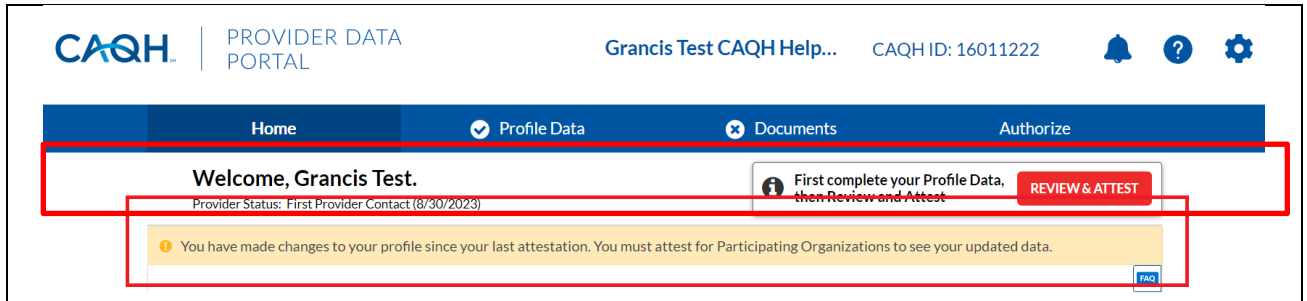 CAQH
SM
PROVIDER DATA
PORTAL
Grancis Test CAQH Help...
CAQH ID: 16011222
Home
Profile Data
Documents
Authorize
Welcome, Grancis Test.
Provider Status: First Provider Contact (8/30/2023)
First complete your Profile Data,
then Review and Attest
REVIEW & ATTEST
You have made changes to your profile since your last attestation. You must attest for Participating Organizations to see your updated data.
FAQ